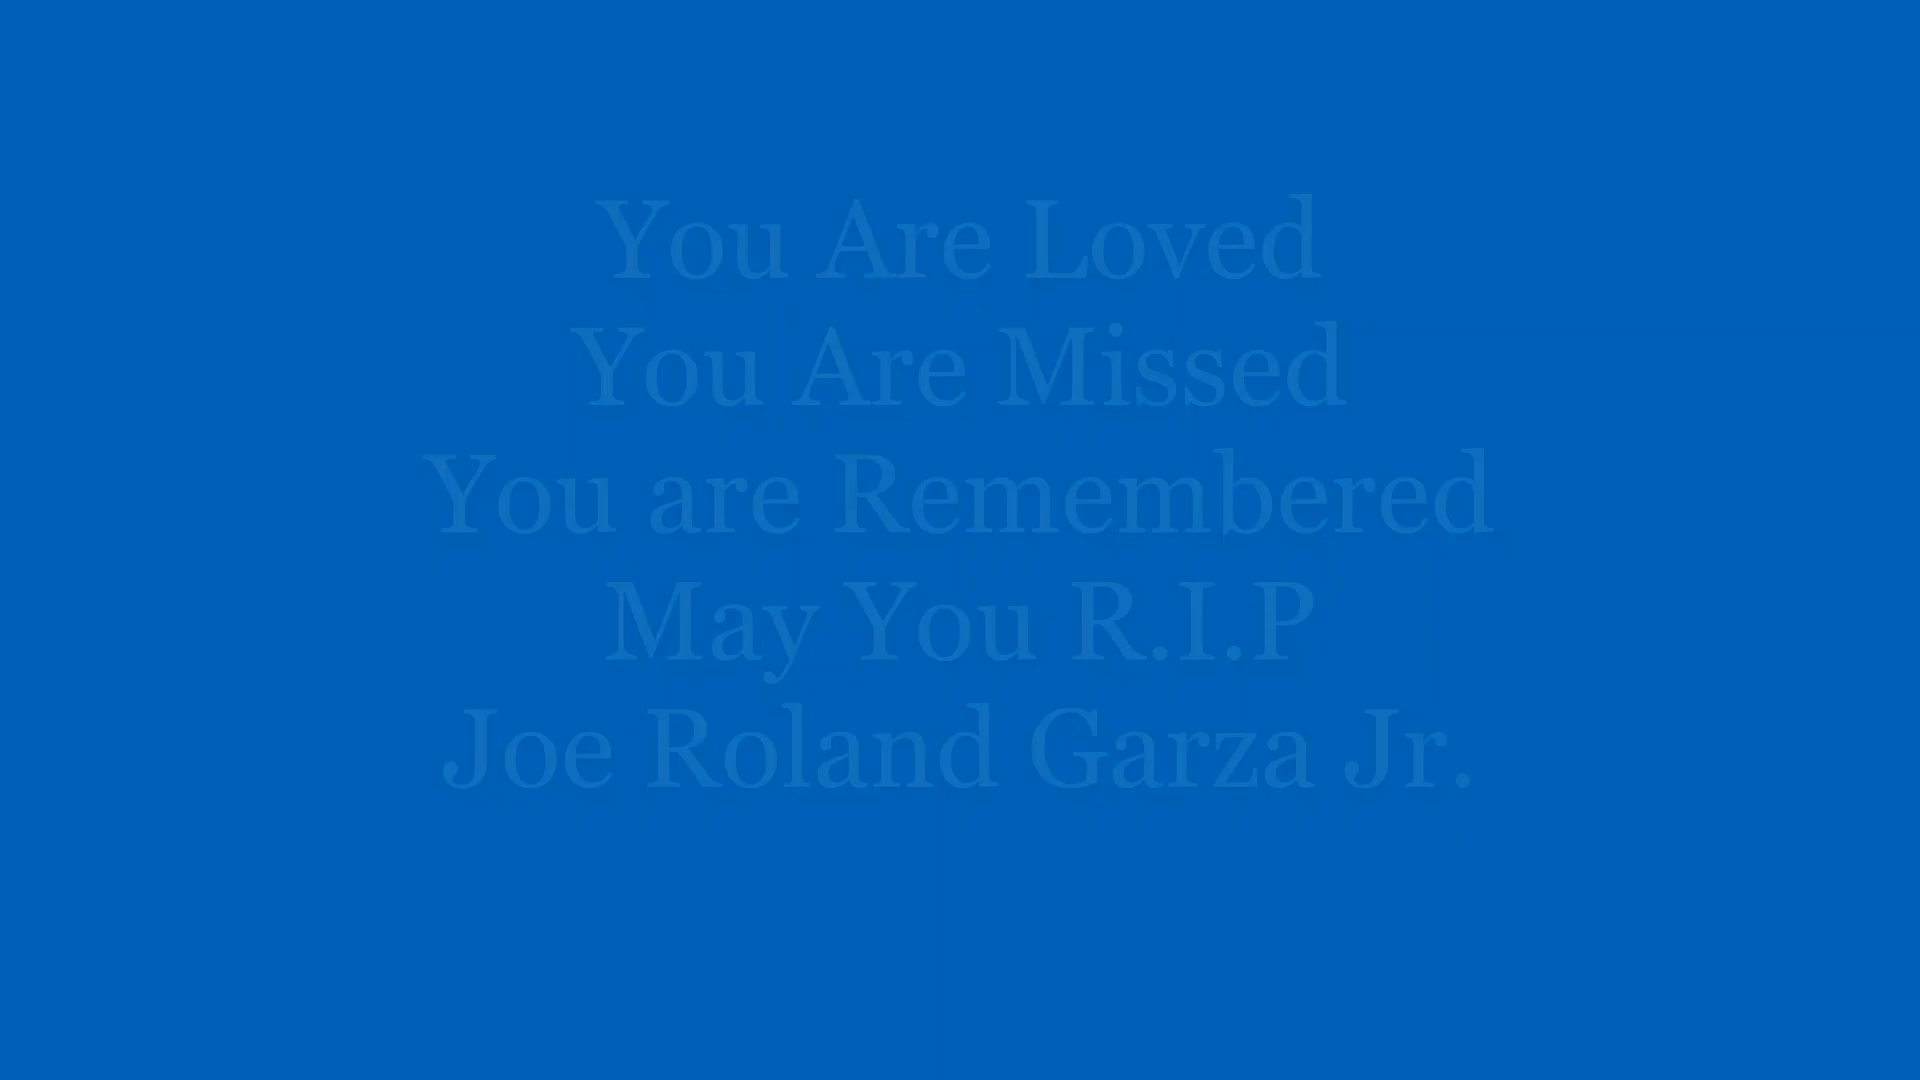 You Are Loved
You Are Missed
You are Remembered
May You R.I.P
Joe Roland Garza Jr.